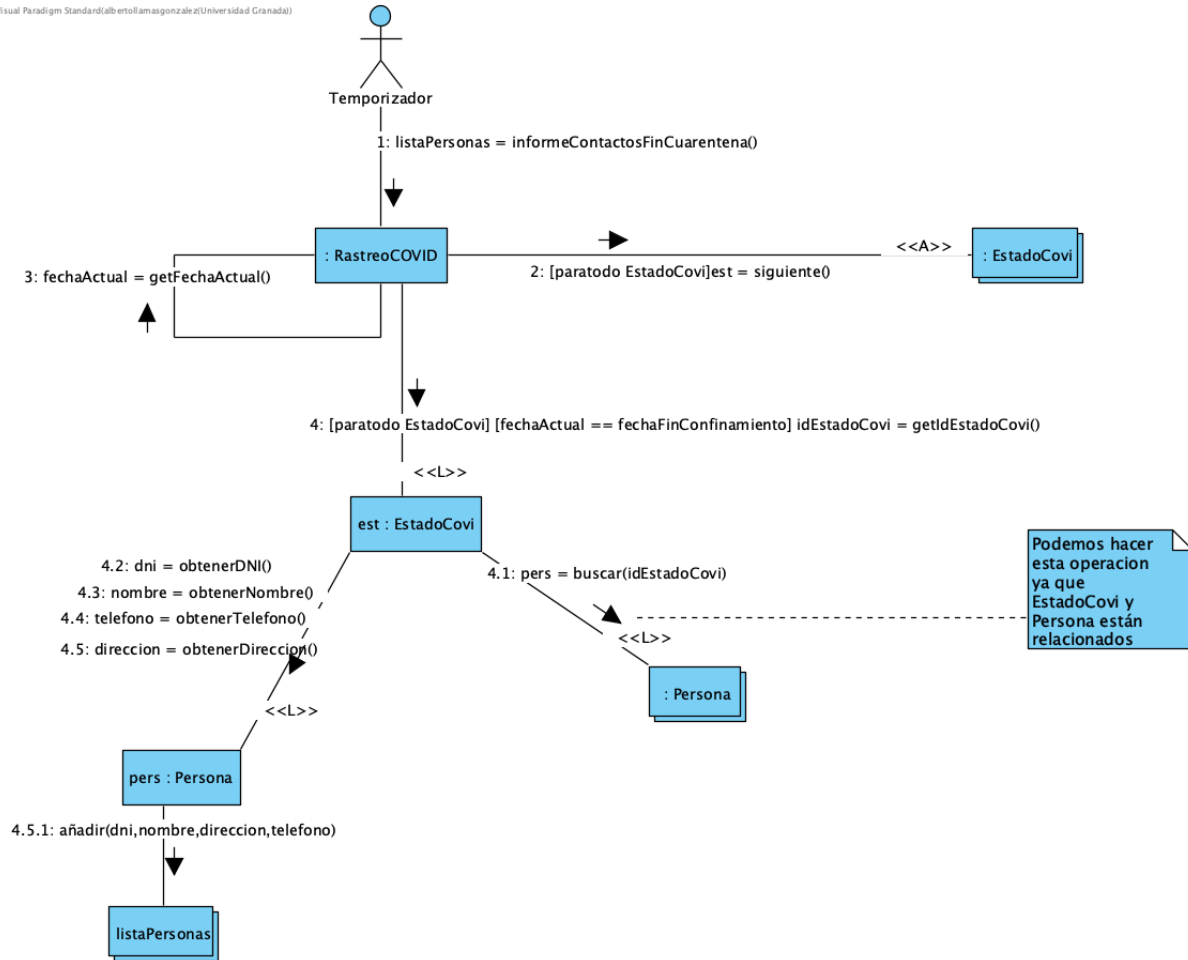 isual Paradigm Standard(albertollamasgonzalez(Universidad Granada))
Temporizador
1: listaPersonas = informeContactosFinCuarentena()
: RastreoCOVID
<<A>>
: EstadoCovi
2: [paratodo EstadoCovi]est = siguiente()
3: fechaActual = getFechaActual()
4: [paratodo EstadoCovi] [fechaActual == fechaFinConfinamiento] idEstadoCovi = getIdEstadoCovi()
<<L>>
est : EstadoCovi
4.2: dni = obtenerDNI()
4.3: nombre = obtenerNombre()
4.4: telefono = obtenerTelefono()
4.5: direccion = obtenerDireccion()
4.1: pers = buscar(idEstadoCovi)
Podemos hacer
esta operacion
ya que
EstadoCovi y
Persona están
relacionados
<<L>>
: Persona
<<L>>
pers : Persona
4.5.1: añadir(dni,nombre,direccion,telefono)
listaPersonas